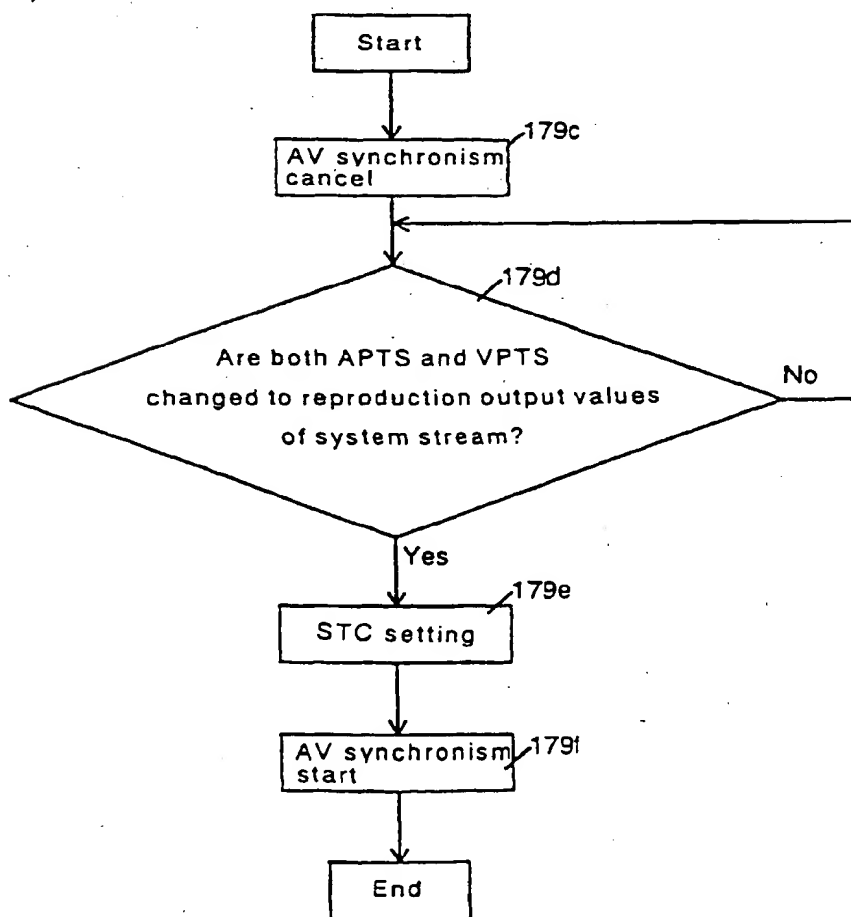 Start
179c
AV synchronism
cancel
179d
Are both APTS and VPTS
changed to reproduction output values
of system stream?
No
Yes
179e
STC setting
179f
AV synchronism
start
End